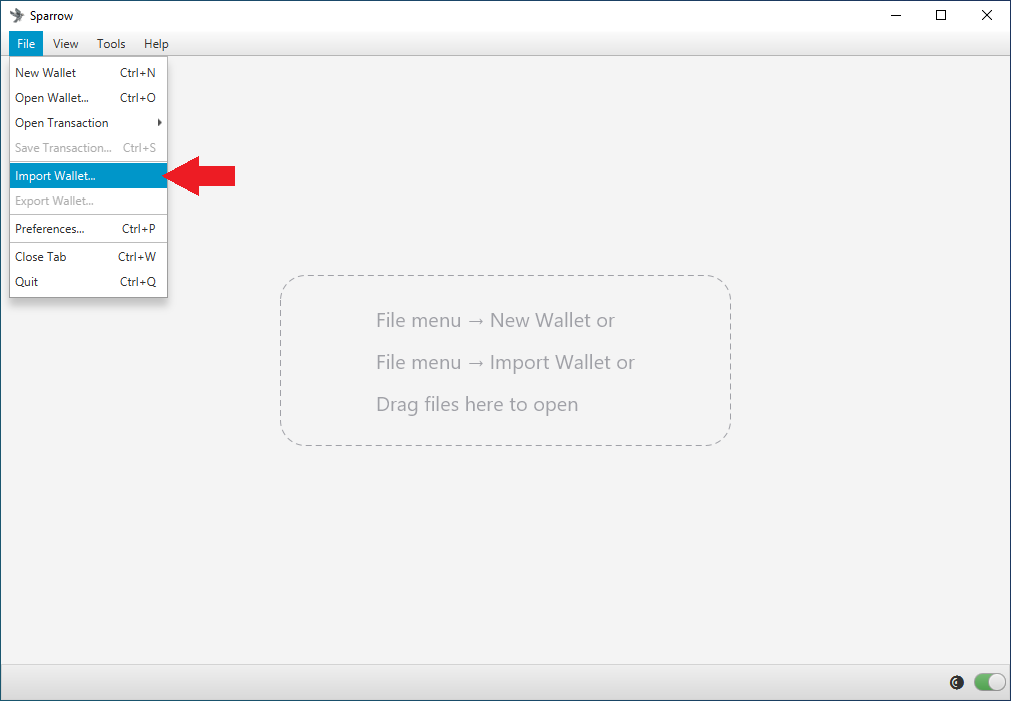 Sparrow
File View Tools Help
New Wallet Ctrl+N
Open Wallet... Ctrl+O
Open Transaction
Save Transaction... Ctrl+S
Import Wallet...
Export Wallet...
Preferences... Ctrl+P
Close Tab Ctrl+W
Quit Ctrl+Q
File menu → New Wallet or
File menu → Import Wallet or
Drag files here to open